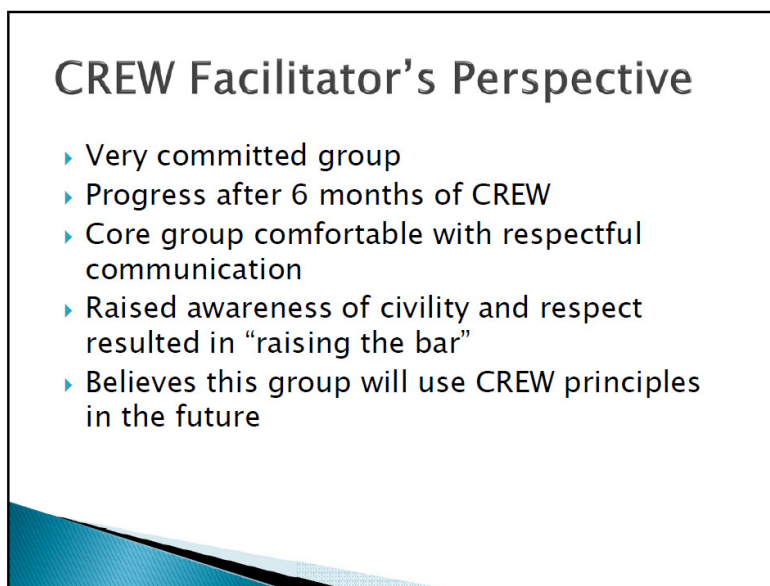 CREW Facilitator’s Perspective
Very committed group
Progress after 6 months of CREW
Core group comfortable with respectful
communication
Raised awareness of civility and respect
resulted in “raising the bar”
Believes this group will use CREW principles
in the future